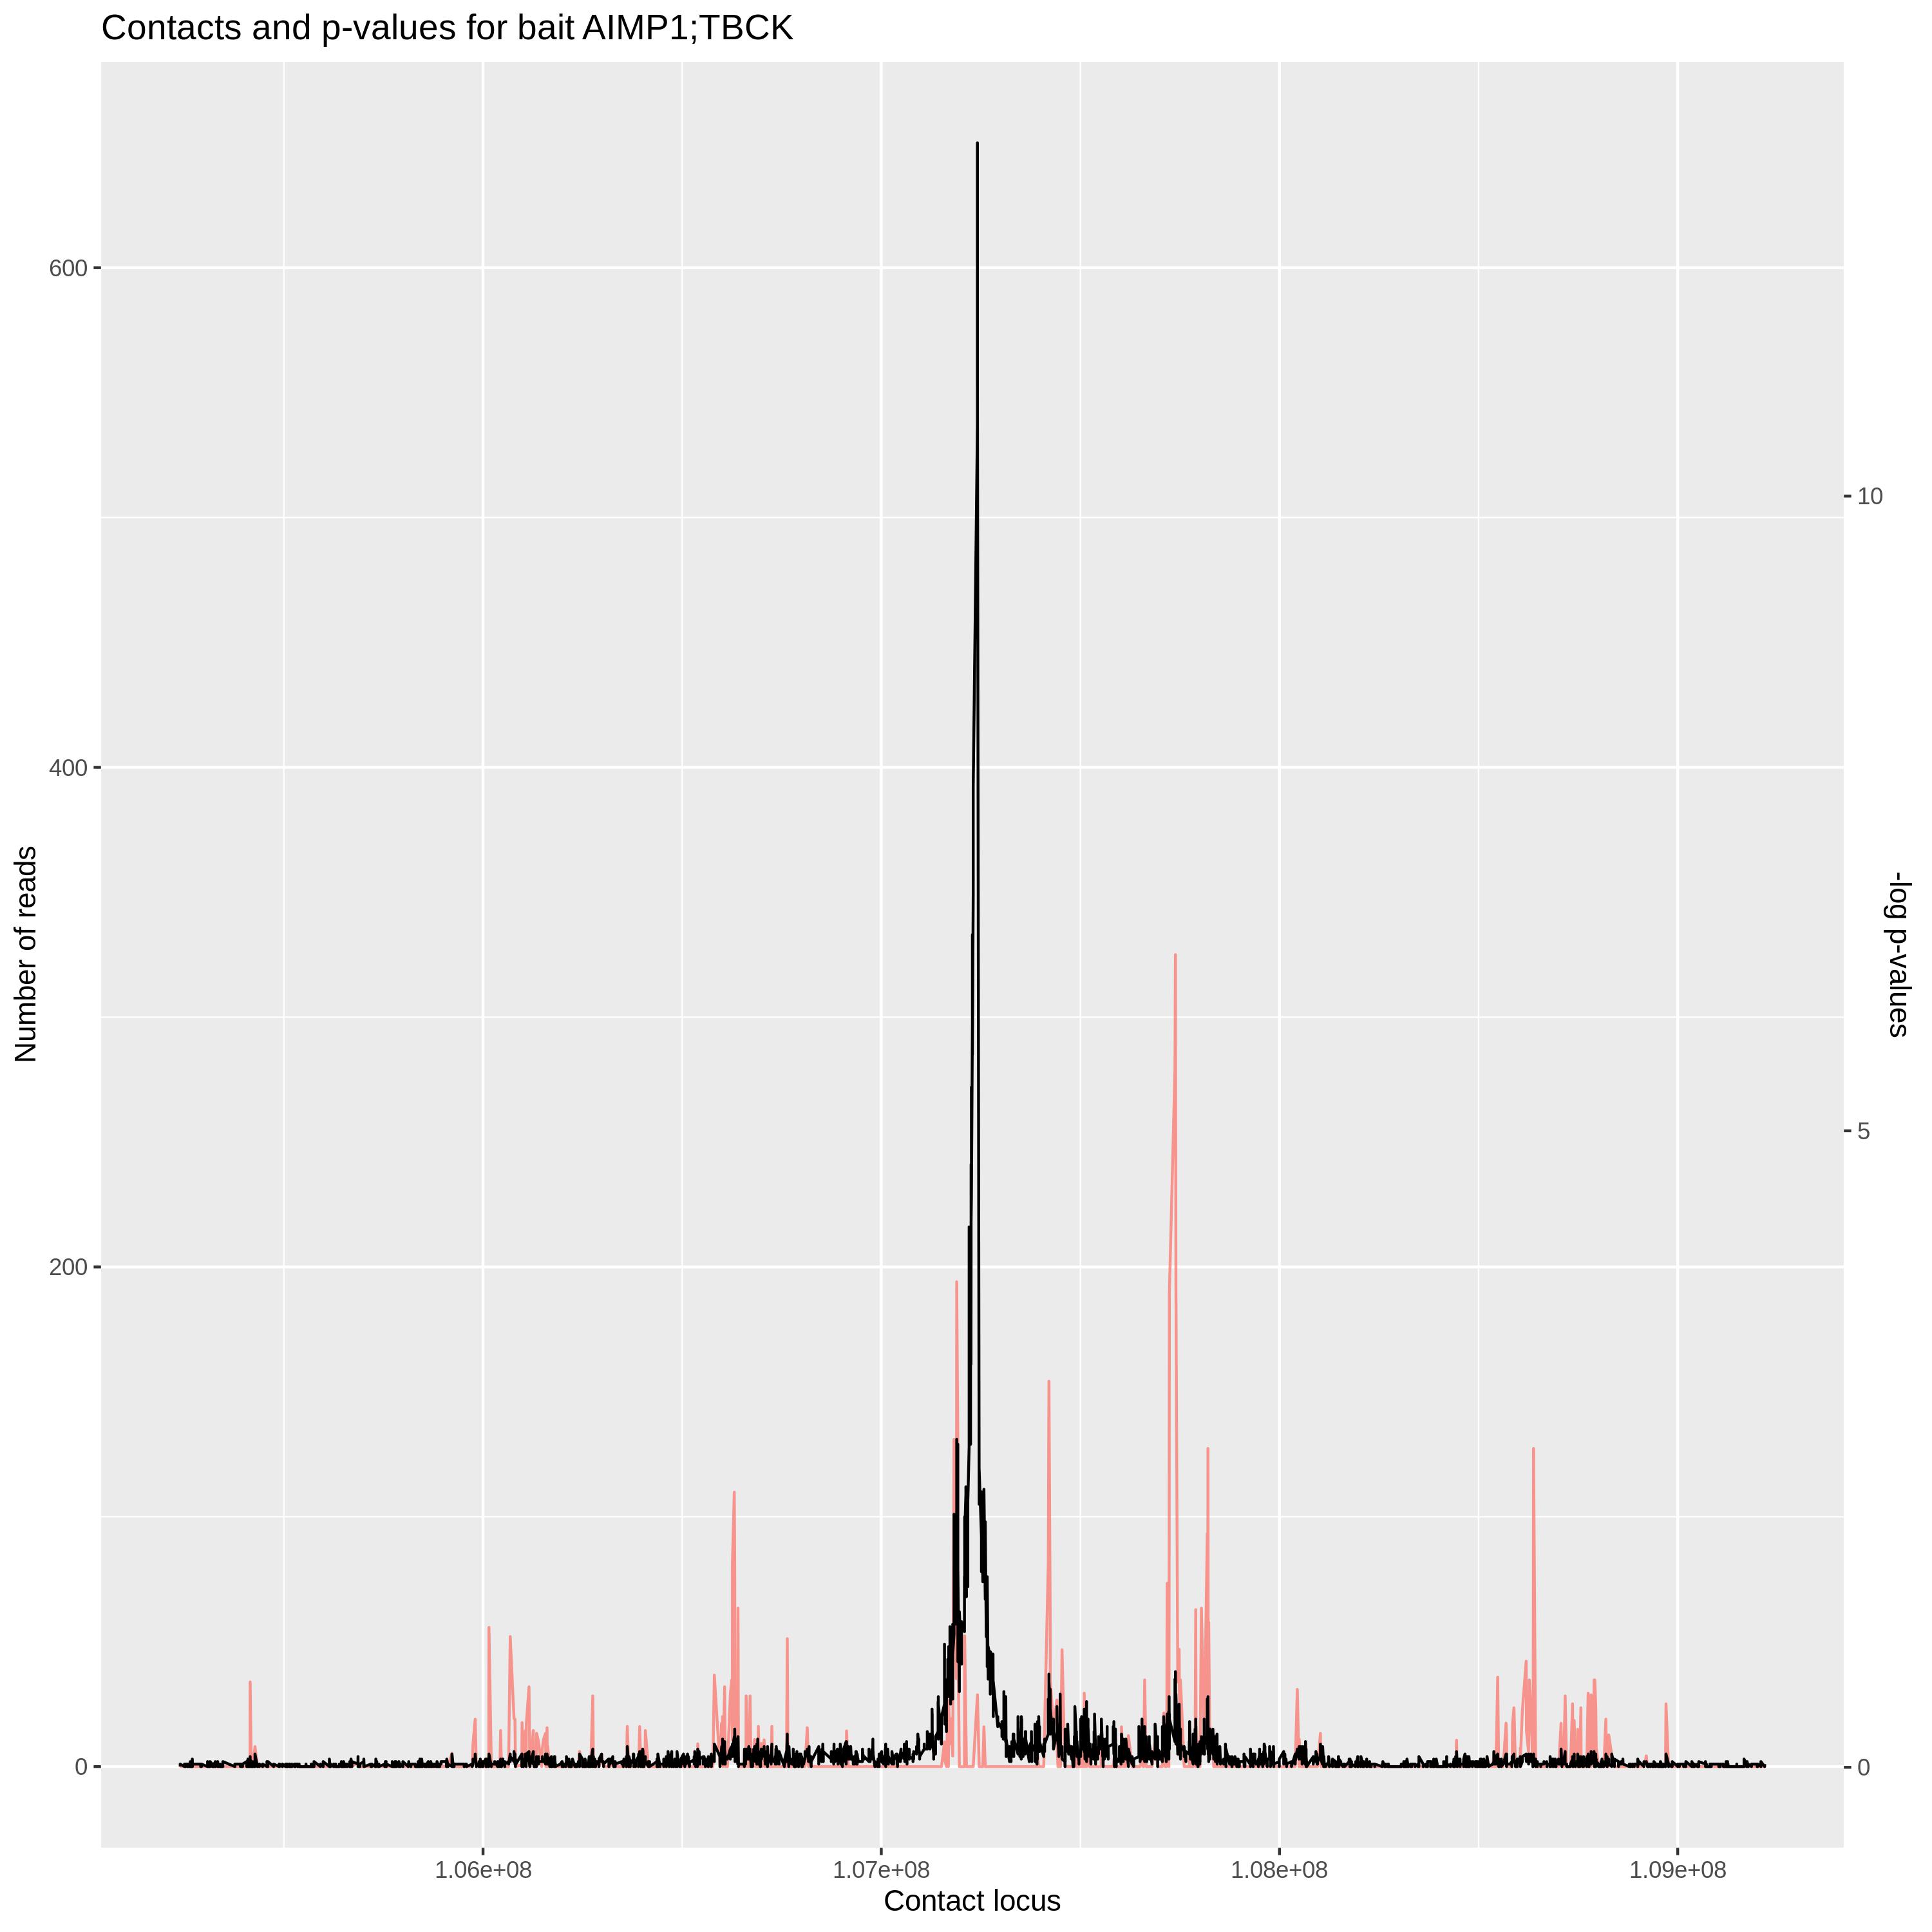 Contacts and p-values for bait AIMP1;TBCK
600
400
200
0
Number of reads
10
5
0
-log p-values
1.06e+08
1.07e+08
1.08e+08
1.09e+08
Contact locus